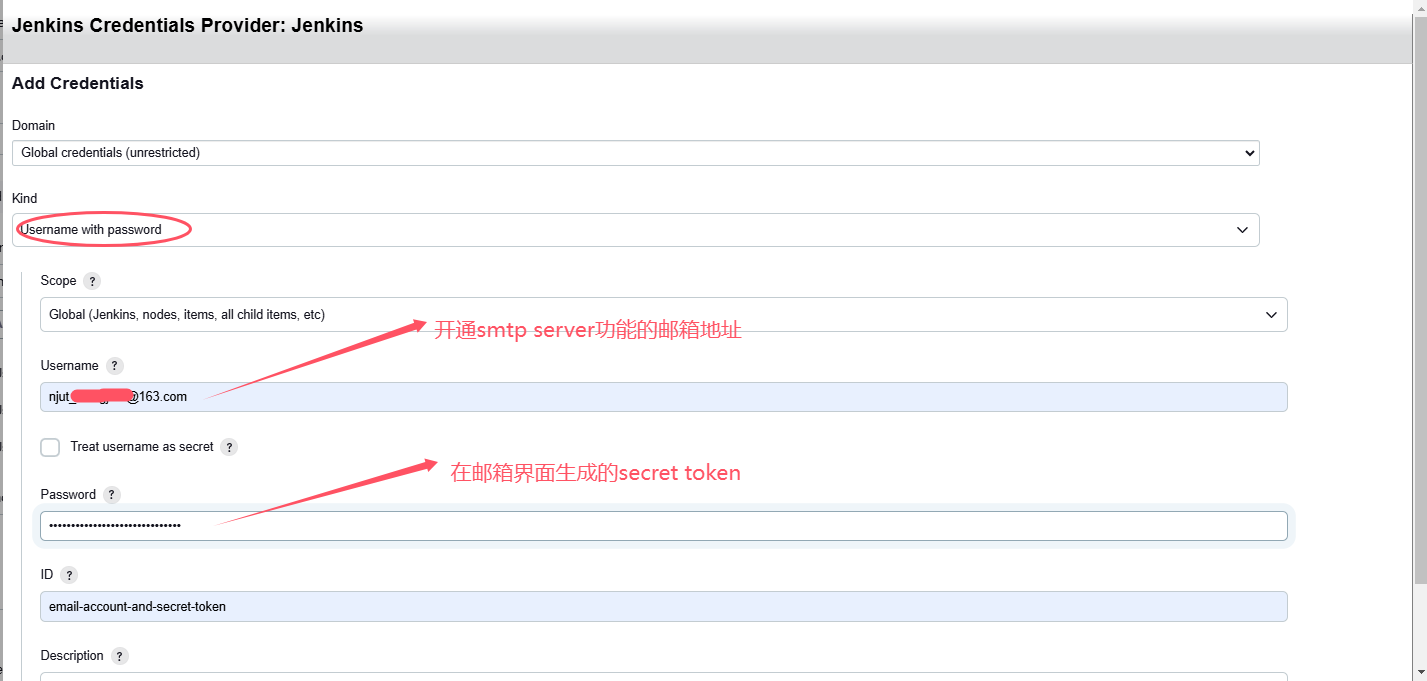 Jenkins Credentials Provider: Jenkins
Add Credentials
Domain
Global credentials (unrestricted)
Kind
Username with password
Scope ?
Global (Jenkins, nodes, items, all child items, etc)
开通smtp server功能的邮箱地址
Username ?
njut_ @163.com
Treat username as secret ?
在邮箱界面生成的secret token
Password ?
••••••••••••••••••••••••••••••
ID ?
email-account-and-secret-token
Description ?